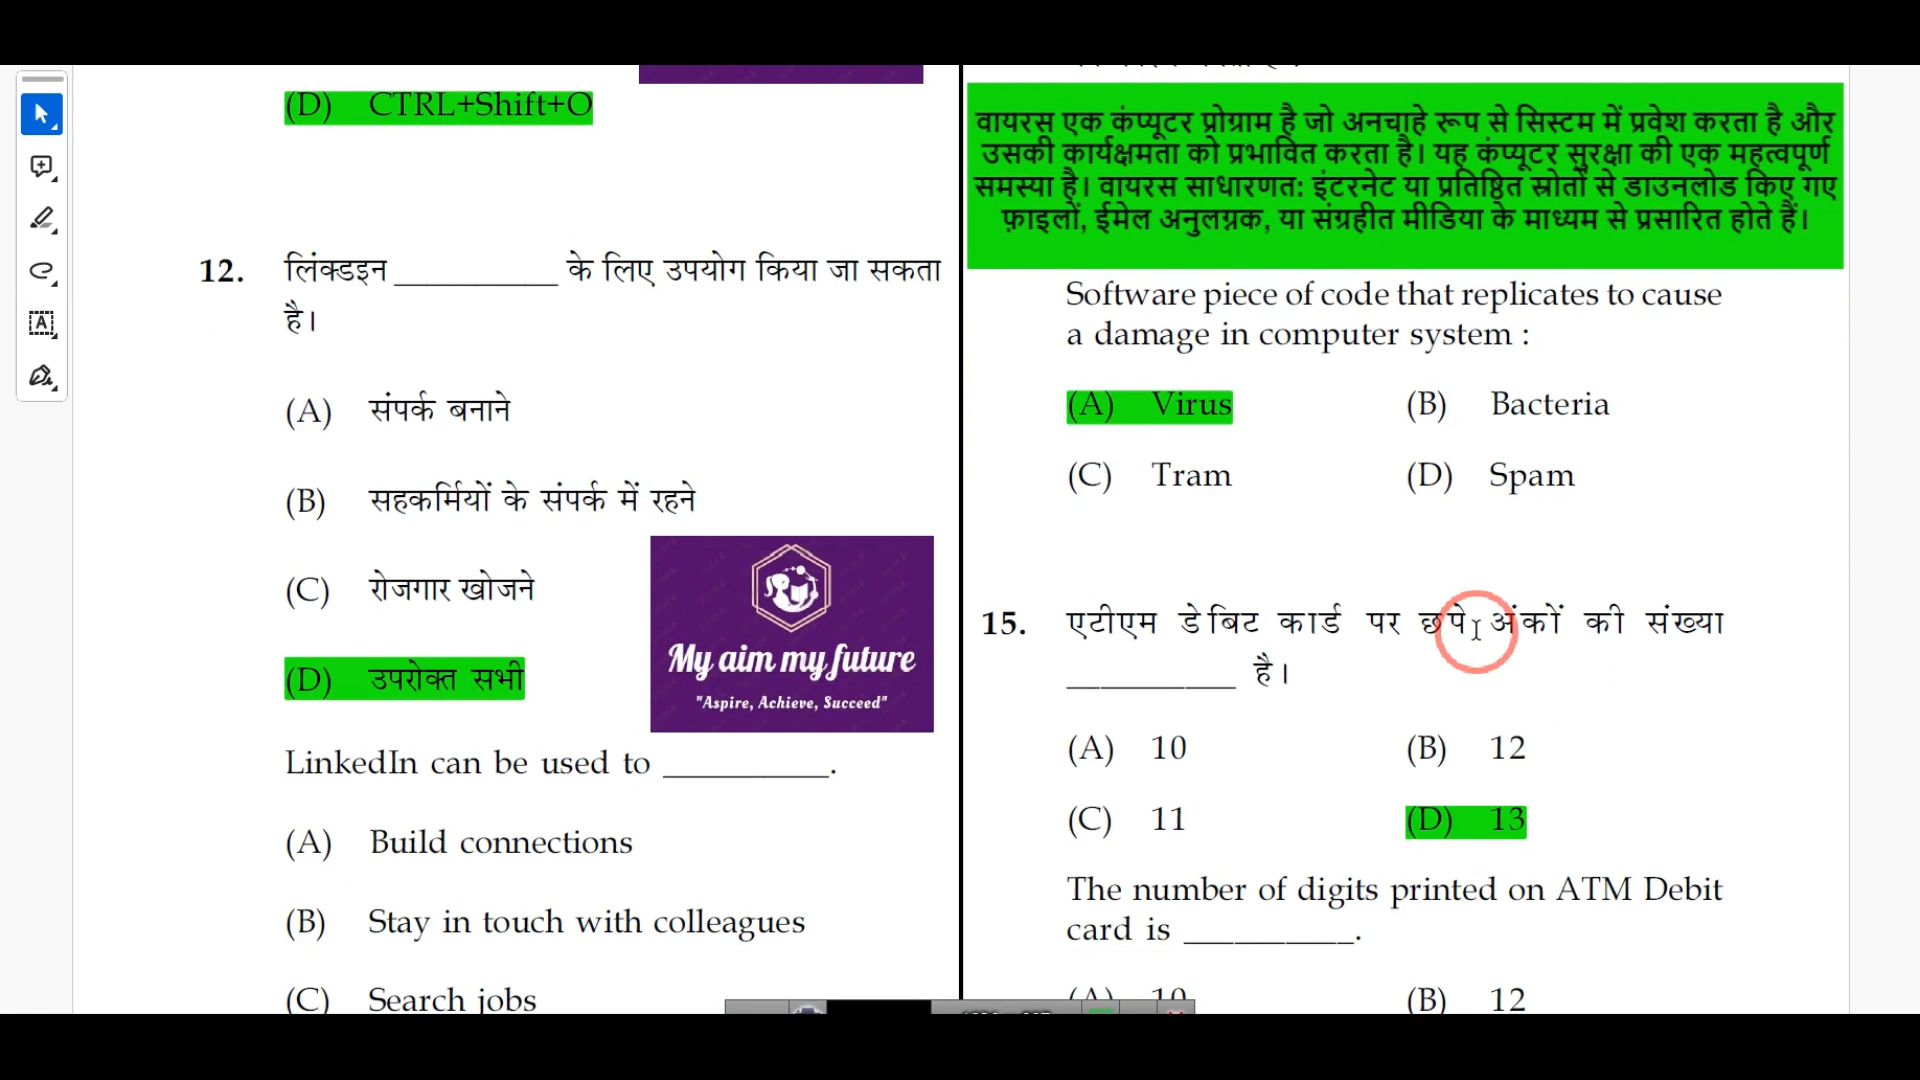 (D) CTRL+Shift+O
12. लिंक्डइन __________ के लिए उपयोग किया जा सकता
है।
(A) संपर्क बनाने
(B) सहकर्मियों के संपर्क में रहने
(C) रोजगार खोजने
(D) उपरोक्त सभी
My aim my future
"Aspire, Achieve, Succeed"
LinkedIn can be used to __________.
(A) Build connections
(B) Stay in touch with colleagues
(C) Search jobs
वायरस एक कंप्यूटर प्रोग्राम है जो अनचाहे रूप से सिस्टम में प्रवेश करता है और
उसकी कार्यक्षमता को प्रभावित करता है। यह कंप्यूटर सुरक्षा की एक महत्वपूर्ण
समस्या है। वायरस साधारणत: इंटरनेट या प्रतिष्ठित स्रोतों से डाउनलोड किए गए
फ़ाइलों, ईमेल अनुलग्नक, या संग्रहीत मीडिया के माध्यम से प्रसारित होते हैं।
Software piece of code that replicates to cause
a damage in computer system :
(A) Virus (B) Bacteria
(C) Tram (D) Spam
15. एटीएम डेबिट कार्ड पर छपे अंकों की संख्या
__________ है।
(A) 10 (B) 12
(C) 11 (D) 13
The number of digits printed on ATM Debit
card is __________.
(A) 10 (B) 12